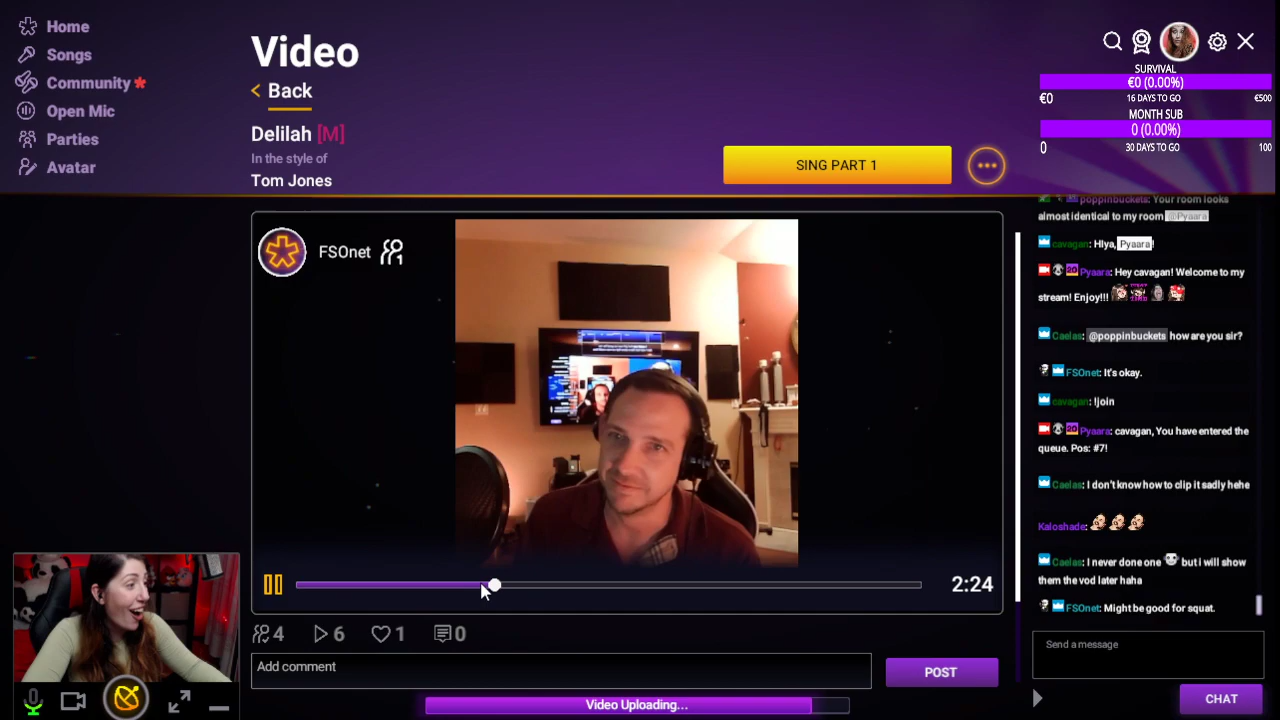 Home
Songs
Community *
Open Mic
Parties
Avatar
Video
< Back
Delilah [M]
In the style of
Tom Jones
SING PART 1
SURVIVAL
€0 (0.00%)
€0 16 DAYS TO GO €500
MONTH SUB
0 (0.00%)
0 30 DAYS TO GO 100
FSOnet
2:24
4 6 1 0
Add comment
POST
Video Uploading...
poppinbuckets: Your room looks
almost identical to my room @Pyaara
cavagan: Hiya, Pyaara!
20 Pyaara: Hey cavagan! Welcome to my
stream! Enjoy!!!
Caelas: @poppinbuckets how are you sir?
FSOnet: It's okay.
cavagan: !join
20 Pyaara: cavagan, You have entered the
queue. Pos: #7!
Caelas: I don't know how to clip it sadly hehe
Kaloshade:
Caelas: I never done one but i will show
them the vod later haha
FSOnet: Might be good for squat.
Send a message
CHAT